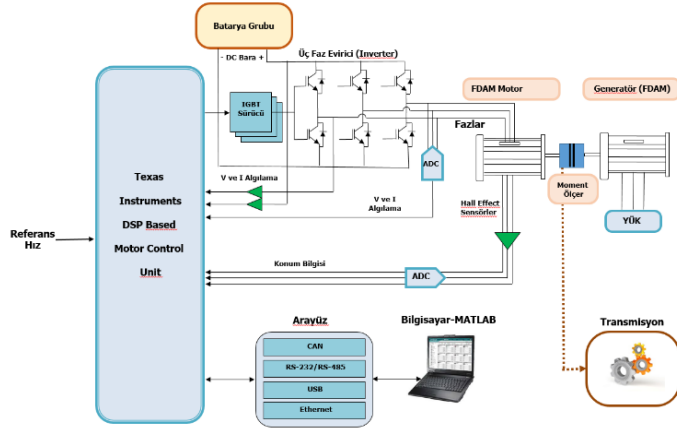 Batarya Grubu
- DC Bara +
Üç Faz Evirici (Inverter)
IGBT
Sürücü
FDAM Motor
Generatör (FDAM)
Fazlar
ADC
V ve I Algılama
V ve I
Algılama
Hall Effect
Sensörler
Moment
Ölçer
YÜK
Texas
Instruments
DSP Based
Motor Control
Unit
Referans
Hız
Konum Bilgisi
ADC
Arayüz
CAN
RS-232/RS-485
USB
Ethernet
Bilgisayar-MATLAB
Transmisyon